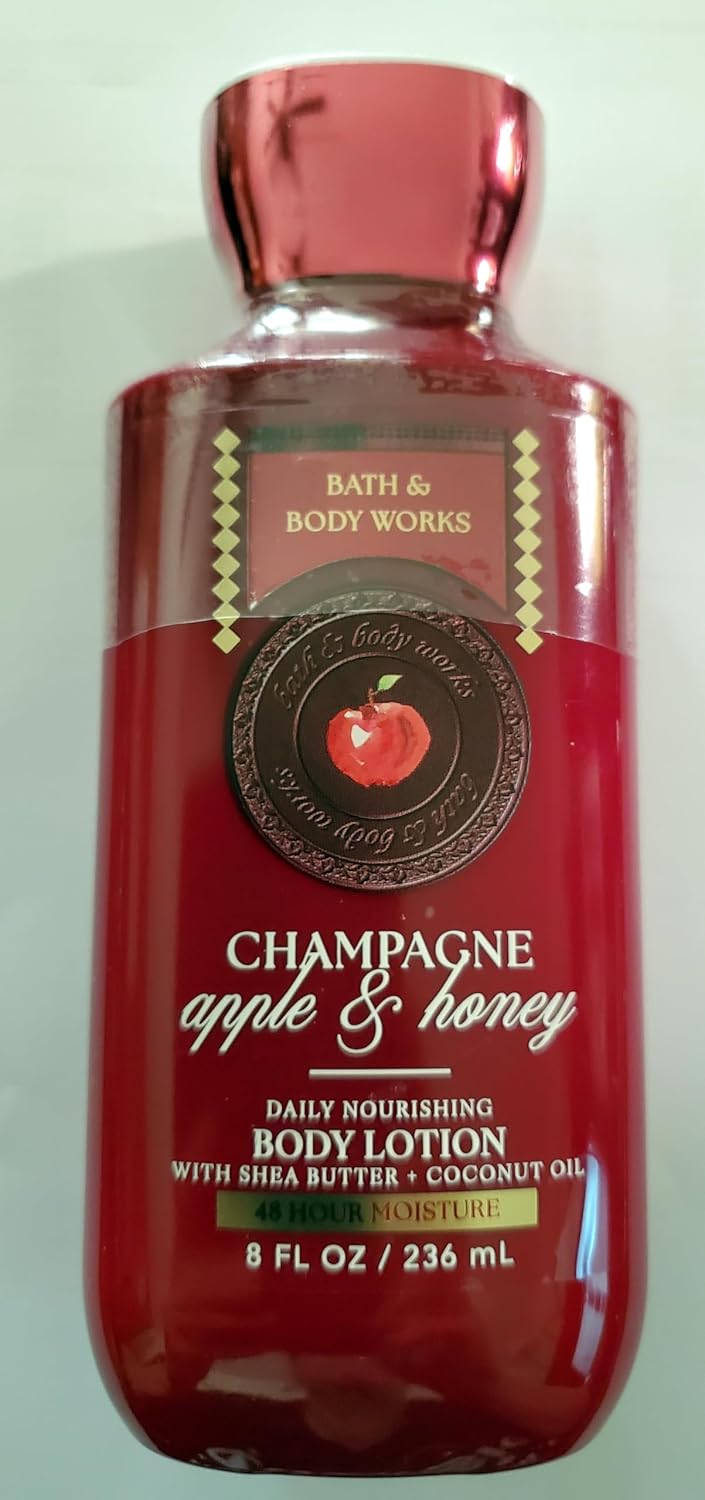 BATH &
BODY WORKS
bath & body works
bath & body works
CHAMPAGNE
apple & honey
DAILY NOURISHING
BODY LOTION
WITH SHEA BUTTER + COCONUT OIL
48 HOUR MOISTURE
8 FL OZ / 236 mL